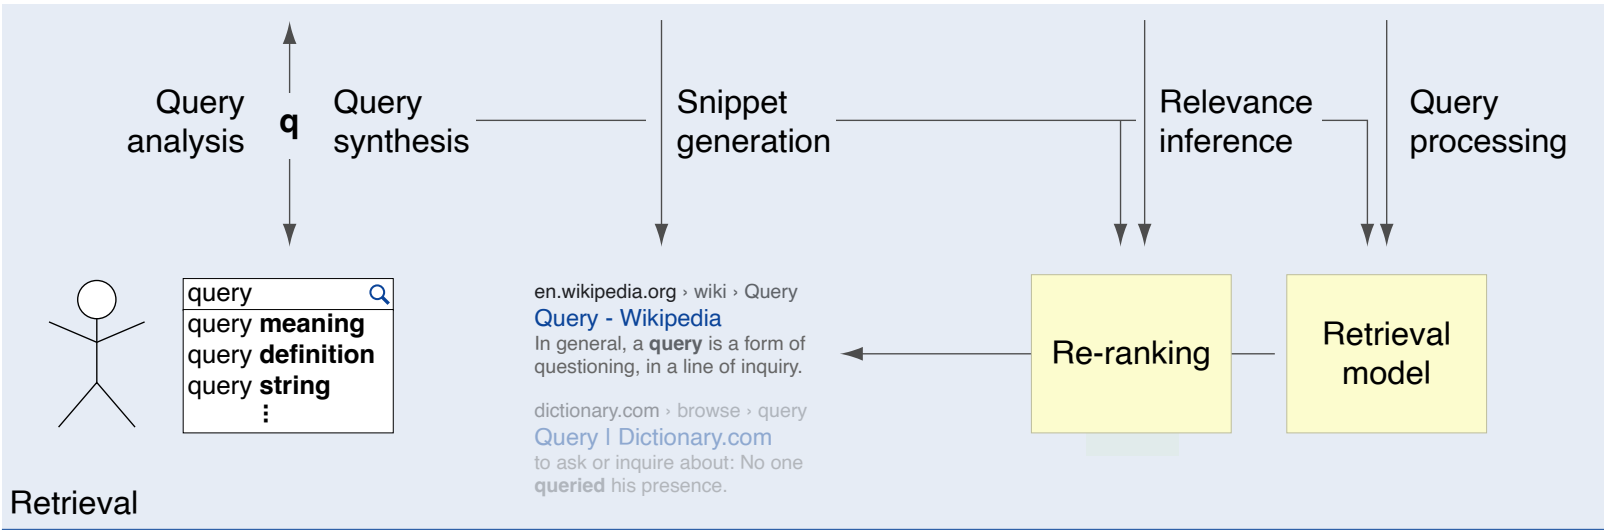 Query
analysis
q
Query
synthesis
Snippet
generation
Relevance
inference
Query
processing
query
query meaning
query definition
query string
⋮
en.wikipedia.org › wiki › Query
Query - Wikipedia
In general, a query is a form of
questioning, in a line of inquiry.
dictionary.com › browse › query
Query | Dictionary.com
to ask or inquire about: No one
queried his presence.
Re-ranking
Retrieval
model
Retrieval